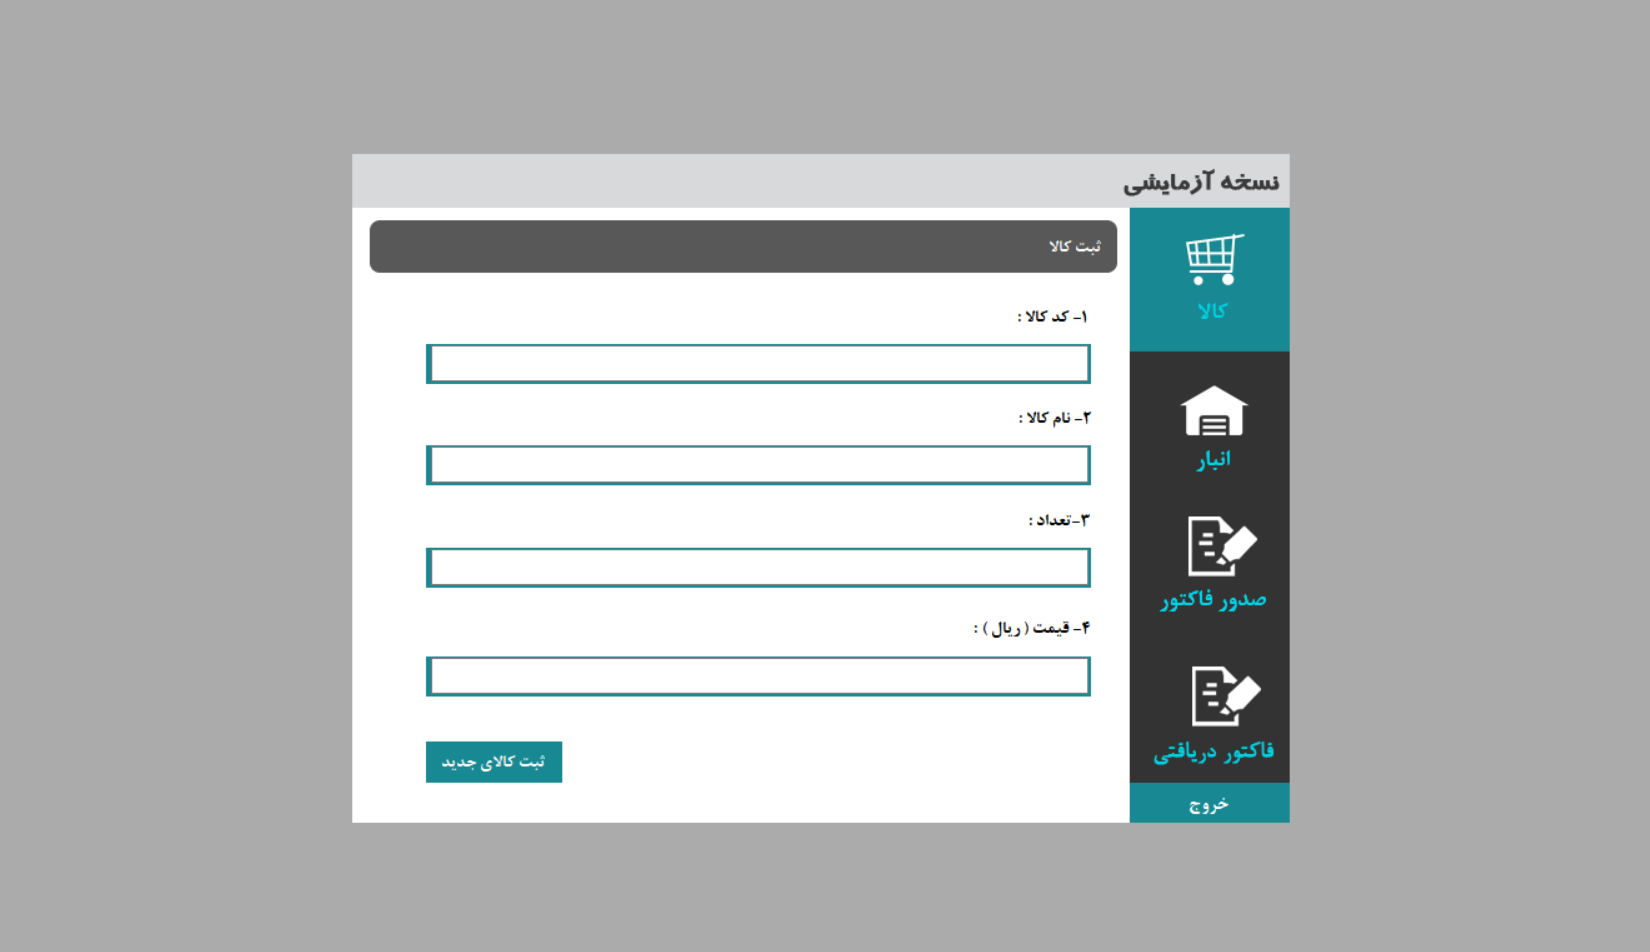 نسخه آزمایشی
کالا
انبار
صدور فاکتور
فاکتور دریافتی
خروج
ثبت کالا
۱- کد کالا :
۲- نام کالا :
۳-تعداد :
۴- قیمت ( ریال ) :
ثبت کالای جدید